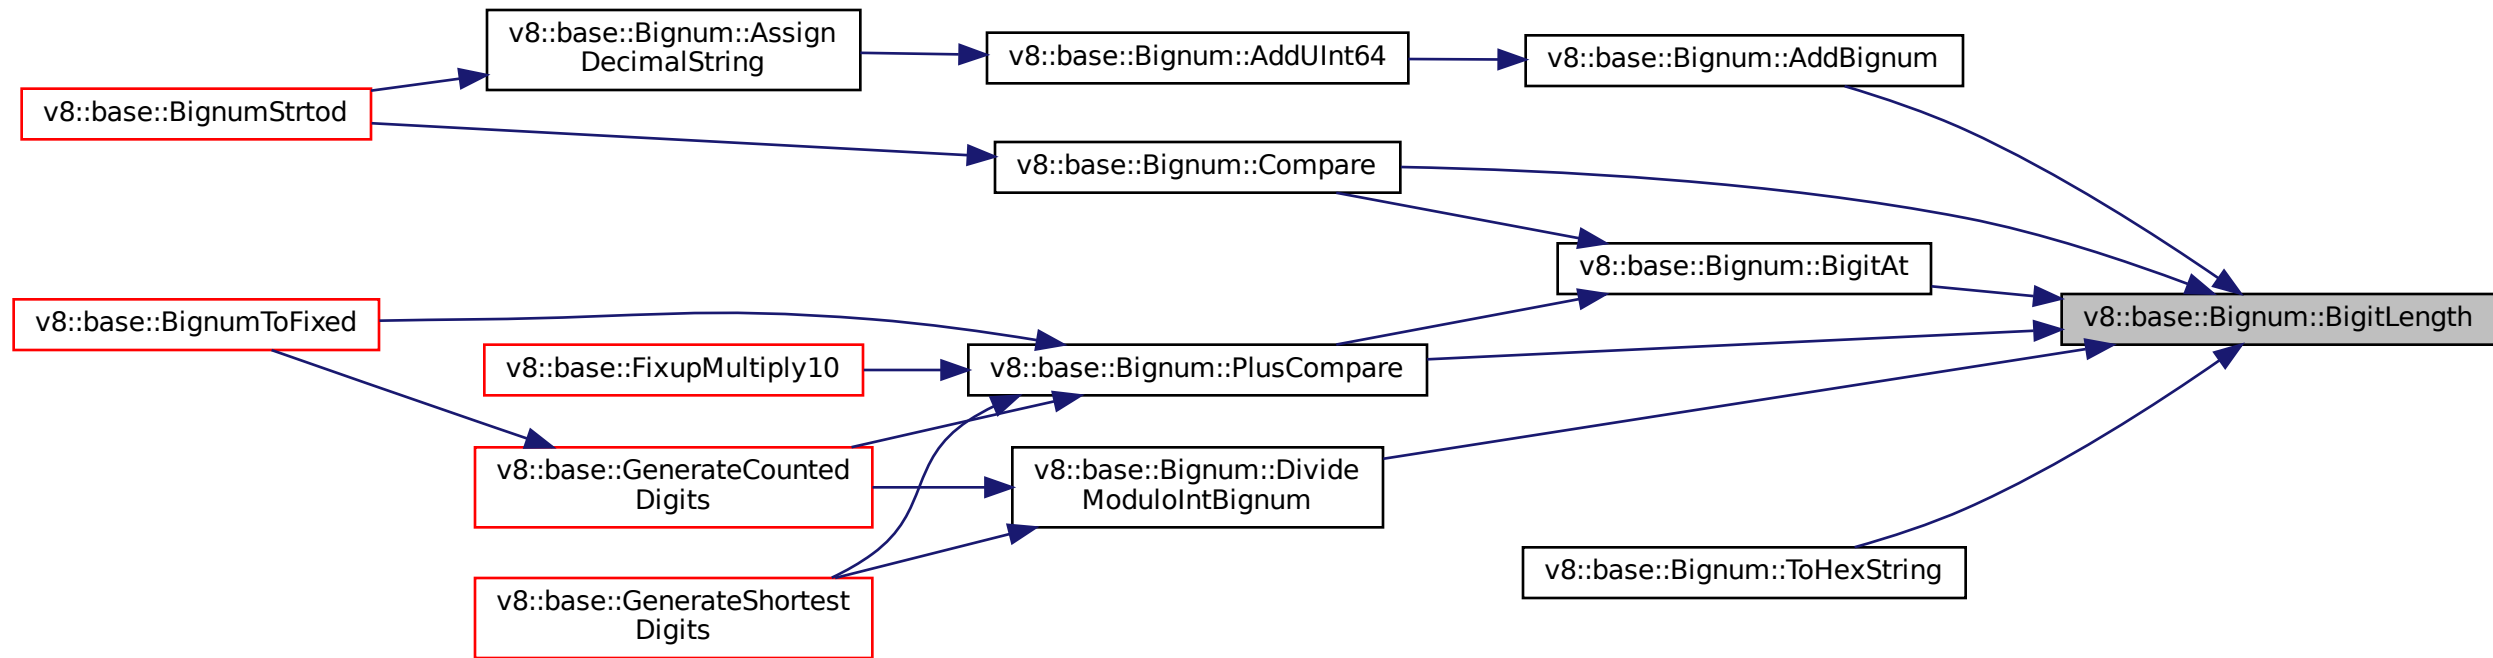 v8::base::Bignum::Assign
DecimalString
v8::base::Bignum::AddUInt64
v8::base::Bignum::AddBignum
v8::base::BignumStrtod
v8::base::Bignum::Compare
v8::base::Bignum::BigitAt
v8::base::BignumToFixed
v8::base::Bignum::BigitLength
v8::base::FixupMultiply10
v8::base::Bignum::PlusCompare
v8::base::GenerateCounted
Digits
v8::base::Bignum::Divide
ModuloIntBignum
v8::base::Bignum::ToHexString
v8::base::GenerateShortest
Digits